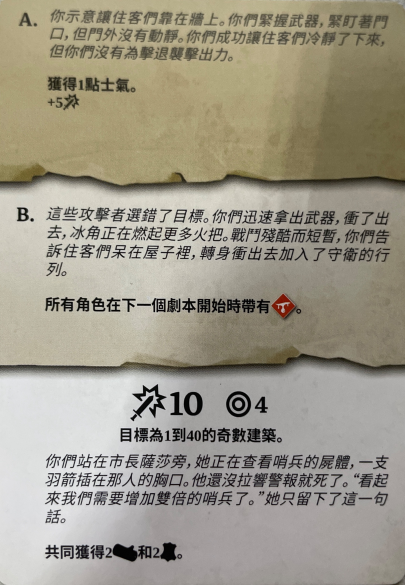 A. 你示意讓住客們靠在牆上。你們緊握武器，緊盯著門
口，但門外沒有動靜。你們成功讓住客們冷靜了下來，
但你們沒有為擊退襲擊出力。
獲得1點士氣。
+5
B. 這些攻擊者選錯了目標。你們迅速拿出武器，衝了出
去，冰角正在燃起更多火把。戰鬥殘酷而短暫，你們告
訴住客們呆在屋子裡，轉身衝出去加入了守衛的行
列。
所有角色在下一個劇本開始時帶有。
10 4
目標為1到40的奇數建築。
你們站在市長薩莎旁，她正在查看哨兵的屍體，一支
羽箭插在那人的胸口。他還沒拉響警報就死了。“看起
來我們需要增加雙倍的哨兵了。”她只留下了這一句
話。
共同獲得2和2。